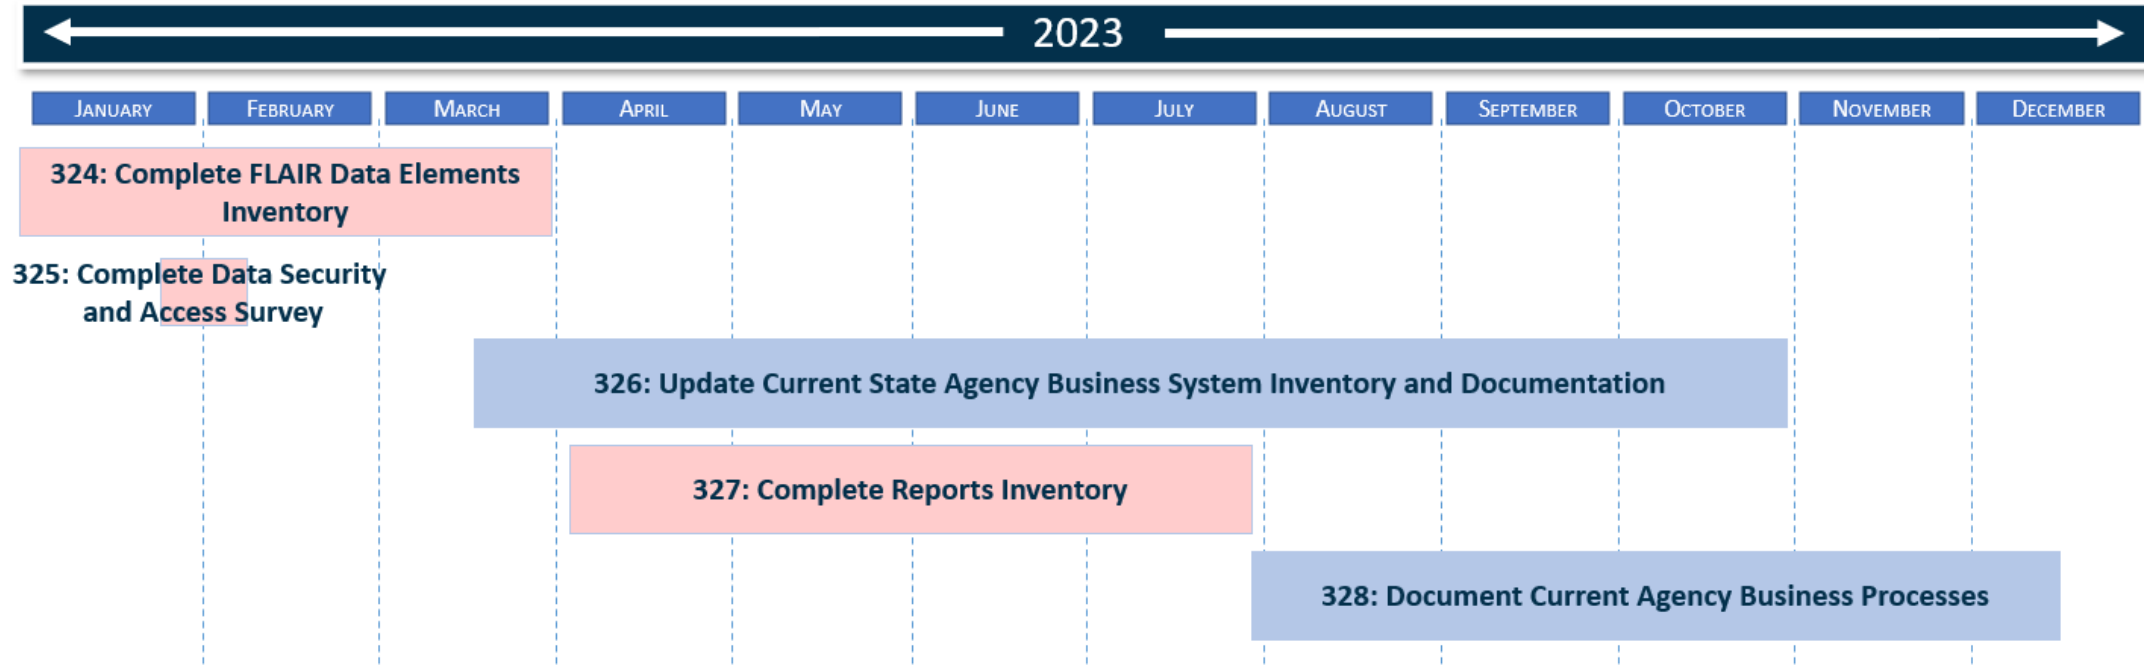 2023
January February March April May June July August September October November December
324: Complete FLAIR Data Elements
Inventory
325: Complete Data Security
and Access Survey
326: Update Current State Agency Business System Inventory and Documentation
327: Complete Reports Inventory
328: Document Current Agency Business Processes